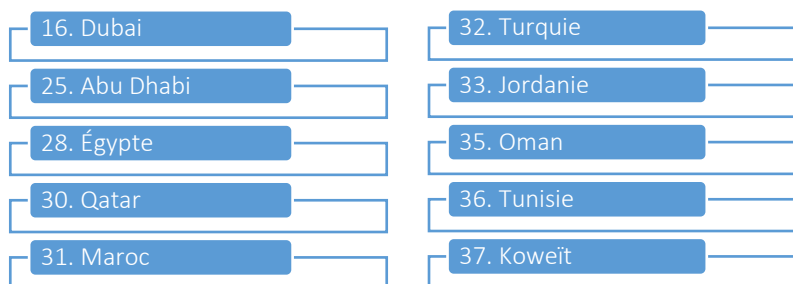 16. Dubai
25. Abu Dhabi
28. Égypte
30. Qatar
31. Maroc
32. Turquie
33. Jordanie
35. Oman
36. Tunisie
37. Koweït